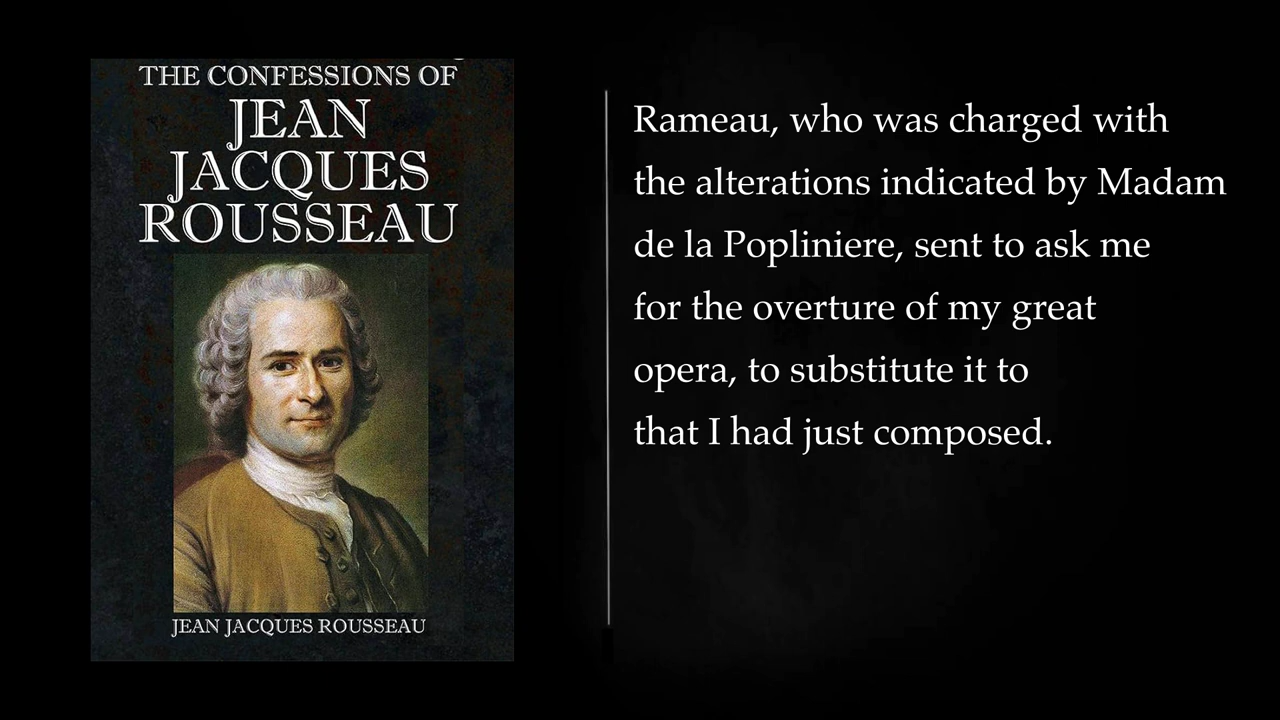 THE CONFESSIONS OF
JEAN
JACQUES
ROUSSEAU
JEAN JACQUES ROUSSEAU
Rameau, who was charged with
the alterations indicated by Madam
de la Popliniere, sent to ask me
for the overture of my great
opera, to substitute it to
that I had just composed.